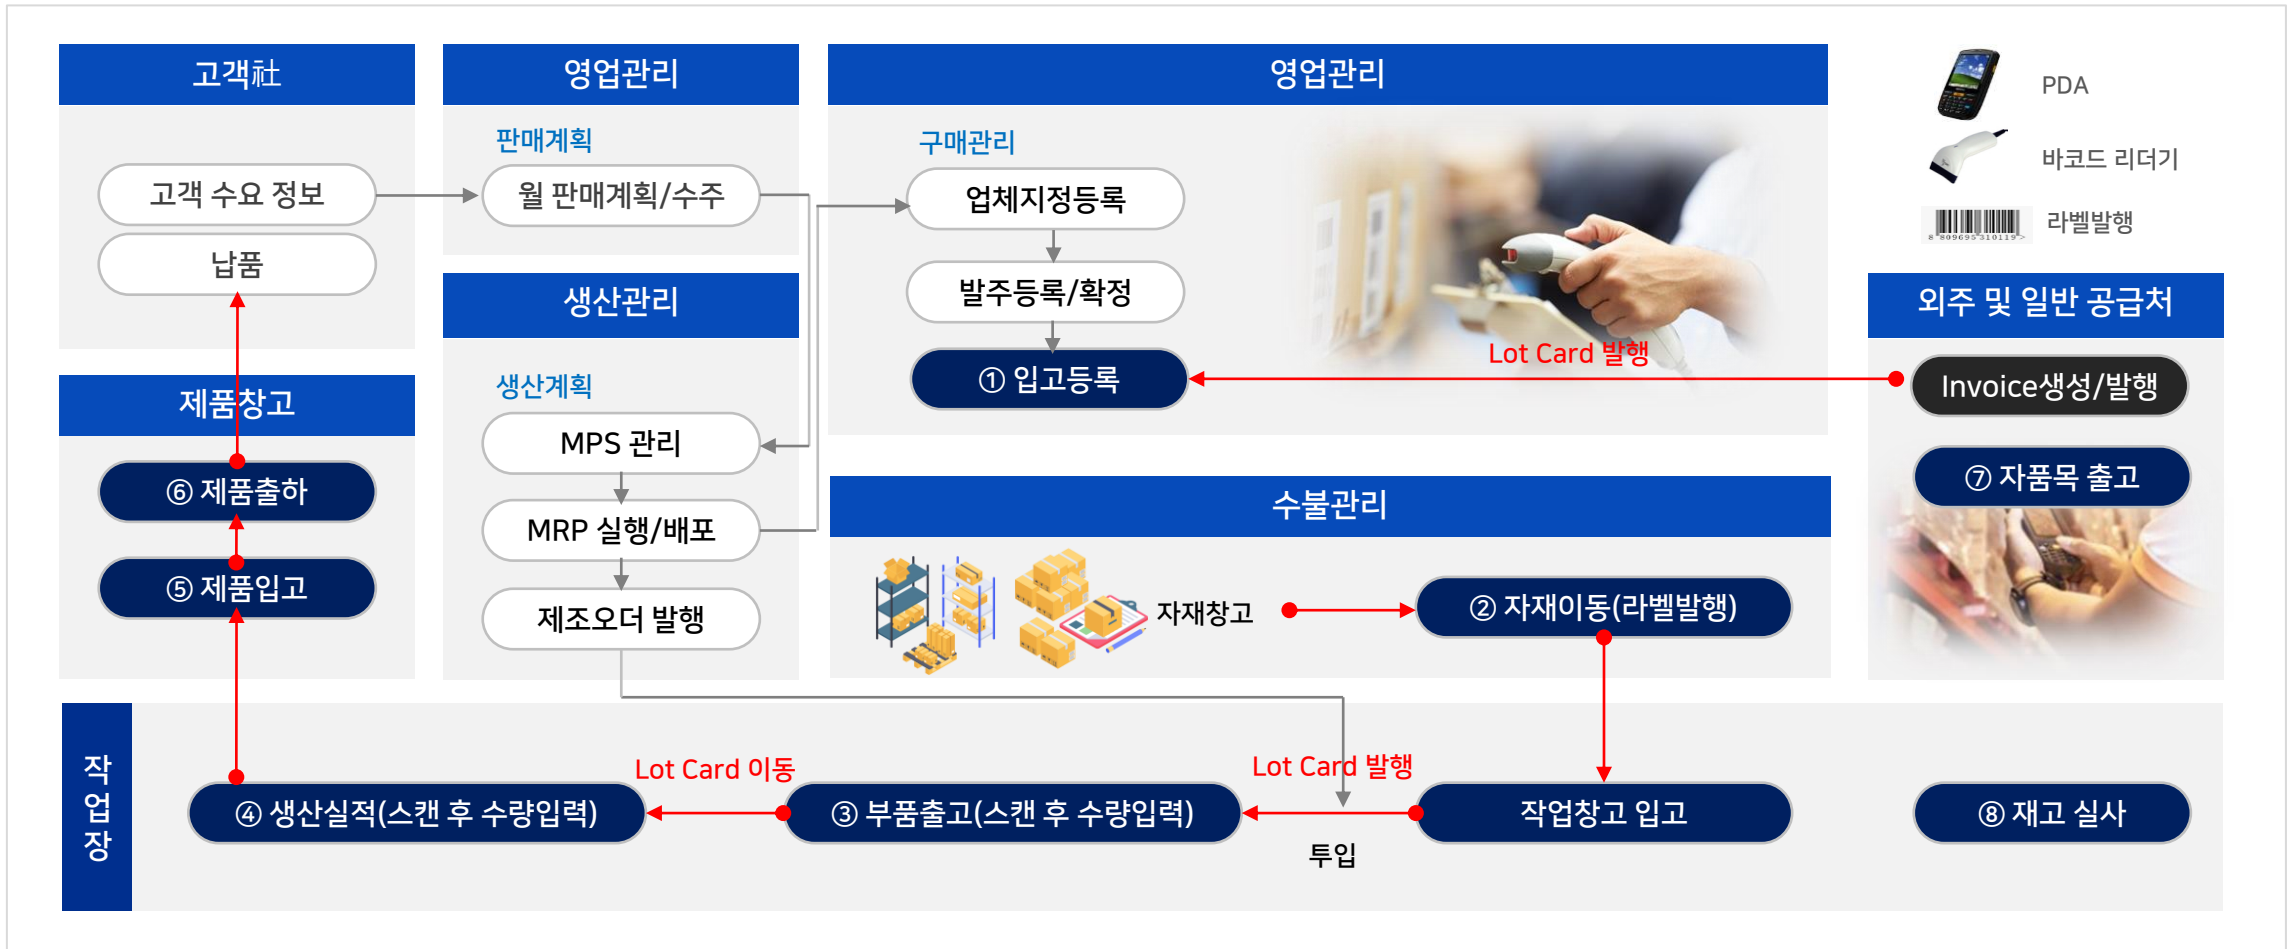 고객社
고객 수요 정보
납품
영업관리
판매계획
월 판매계획/수주
영업관리
구매관리
업체지정등록
발주등록/확정
① 입고등록
Lot Card 발행
PDA
바코드 리더기
라벨발행
8 809695 310119 >
외주 및 일반 공급처
Invoice생성/발행
⑦ 자품목 출고
생산관리
생산계획
MPS 관리
MRP 실행/배포
제조오더 발행
제품창고
⑥ 제품출하
⑤ 제품입고
수불관리
자재창고
② 자재이동(라벨발행)
작업장
Lot Card 이동
Lot Card 발행
④ 생산실적(스캔 후 수량입력)
③ 부품출고(스캔 후 수량입력)
작업창고 입고
⑧ 재고 실사
투입